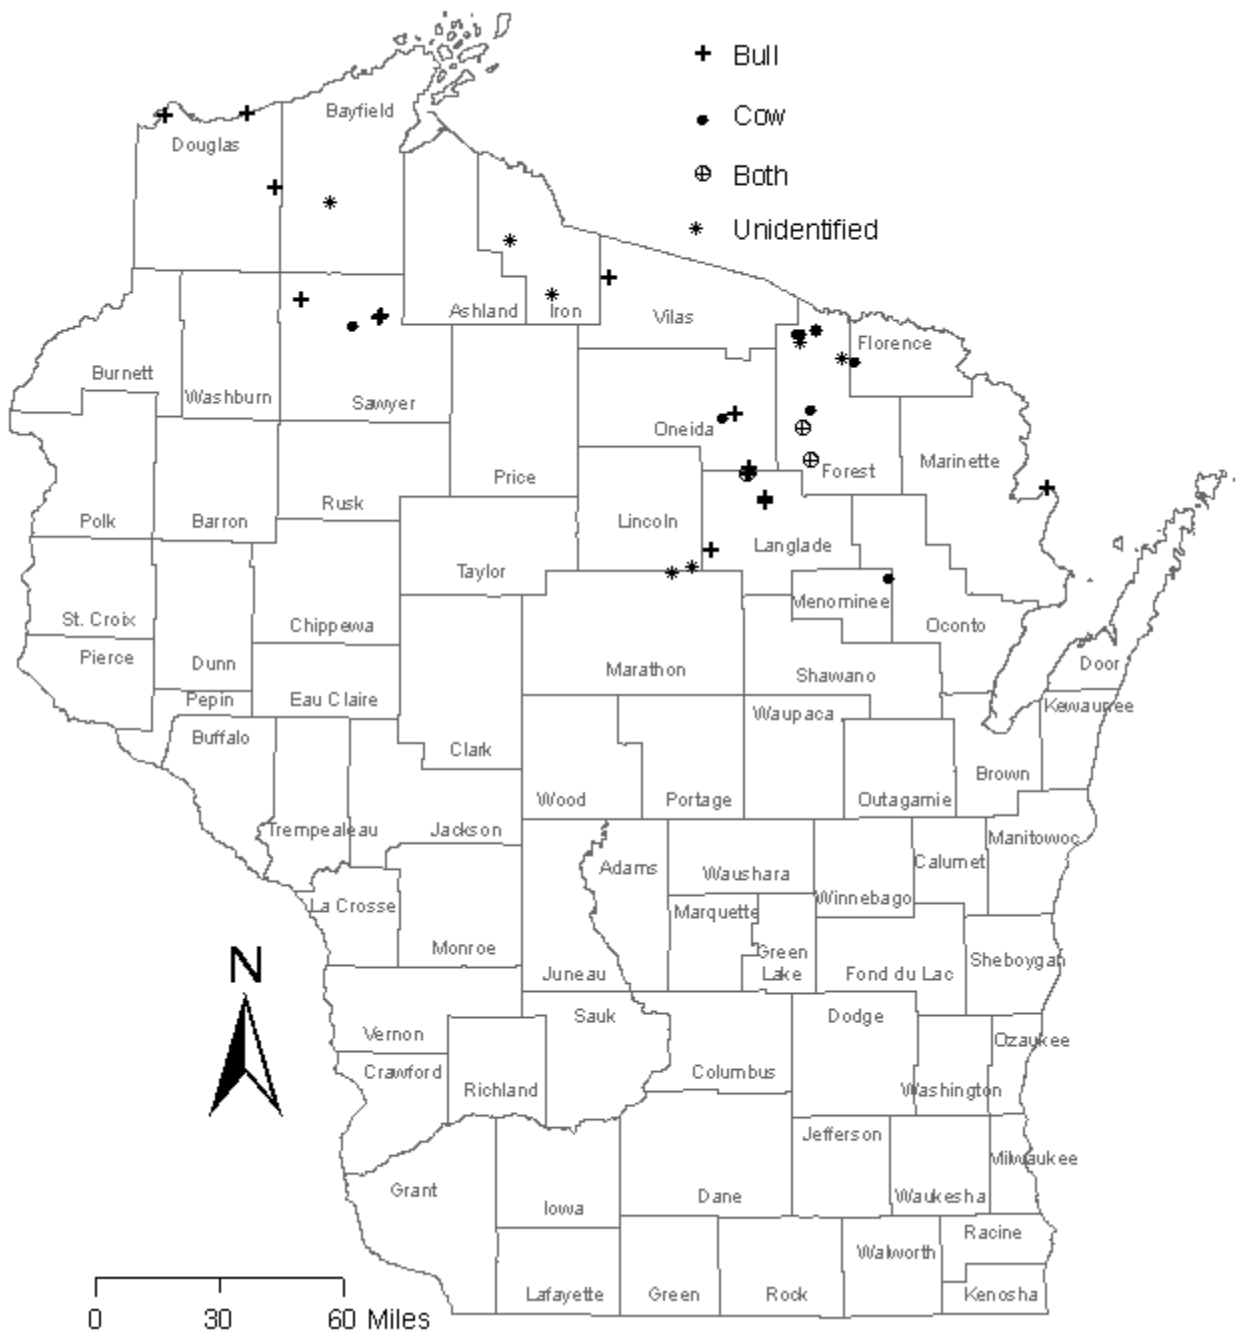 Bull
Cow
Both
Unidentified
Bayfield
Douglas
Ashland
Iron
Vilas
Florence
Burnett
Washburn
Sawyer
Oneida
Forest
Marinette
Price
Rusk
Polk
Barron
Lincoln
Langlade
Taylor
Menominee
St. Croix
Chippewa
Oconto
Pierce
Dunn
Marathon
Shawano
Door
Pepin
Eau Claire
Waupaca
Kewaunee
Buffalo
Clark
Brown
Wood
Portage
Outagamie
Trempealeau
Jackson
Manitowoc
Adams
Waushara
Calumet
Winnebago
La Crosse
Marquette
Monroe
Green
Lake
Juneau
Fond du Lac
Sheboygan
N
Vernon
Sauk
Dodge
Ozaukee
Crawford
Columbus
Richland
Washington
Jefferson
Milwaukee
Grant
Iowa
Dane
Waukesha
Racine
Walworth
Lafayette
Green
Rock
Kenosha
0 30 60 Miles